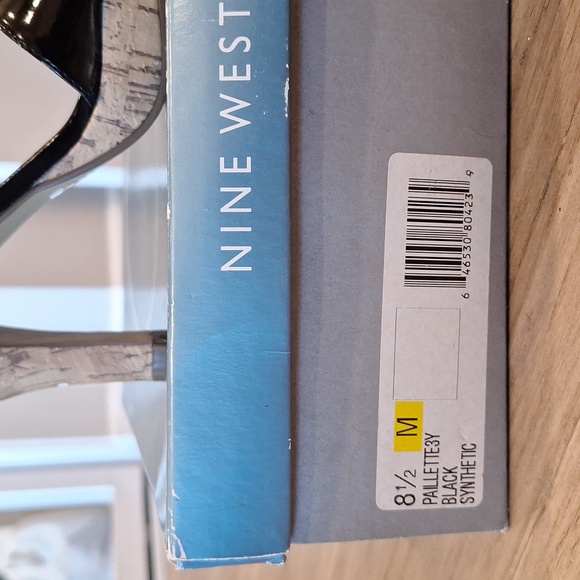 NINE WEST
8½ M
PAILLETTE3Y
BLACK
SYNTHETIC
6 46530 80423 9